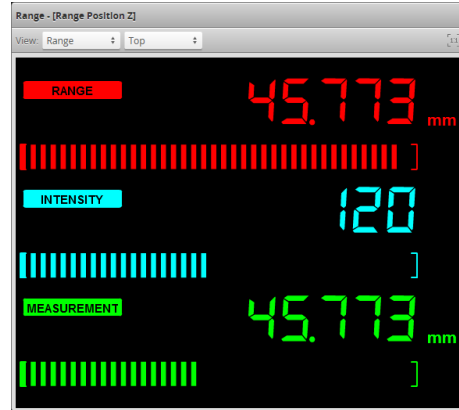 Range - [Range Position Z]
View: Range Top
RANGE 45.773 mm
INTENSITY 120
MEASUREMENT 45.773 mm